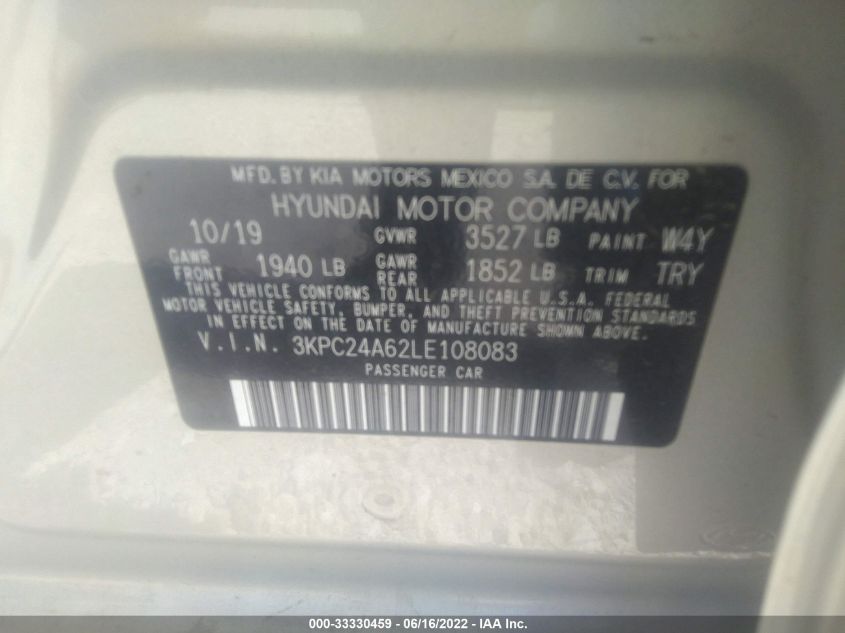 MFD. BY KIA MOTORS MEXICO S.A. DE C.V. FOR
HYUNDAI MOTOR COMPANY
10/19 GVWR 3527 LB PAINT W4Y
GAWR FRONT 1940 LB GAWR REAR 1852 LB TRIM TRY
THIS VEHICLE CONFORMS TO ALL APPLICABLE U.S.A. FEDERAL
MOTOR VEHICLE SAFETY, BUMPER, AND THEFT PREVENTION STANDARDS
IN EFFECT ON THE DATE OF MANUFACTURE SHOWN ABOVE.
V.I.N. 3KPC24A62LE108083
PASSENGER CAR
000-33330459 - 06/16/2022 - IAA Inc.